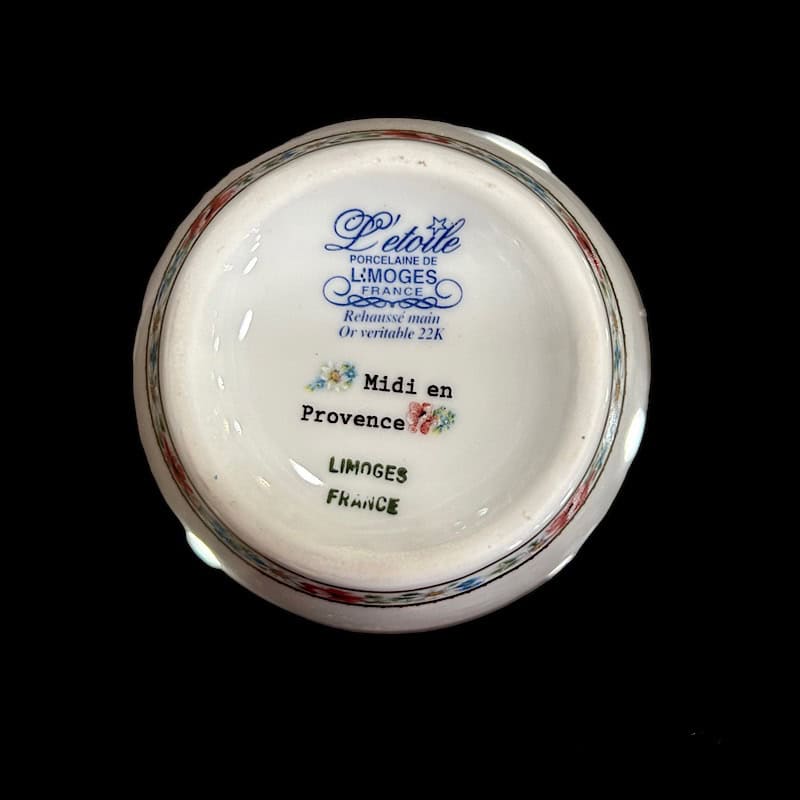 L'etoile
PORCELAINE DE
LIMOGES
FRANCE
Rehaussé main
Or veritable 22K
Midi en
Provence
LIMOGES
FRANCE